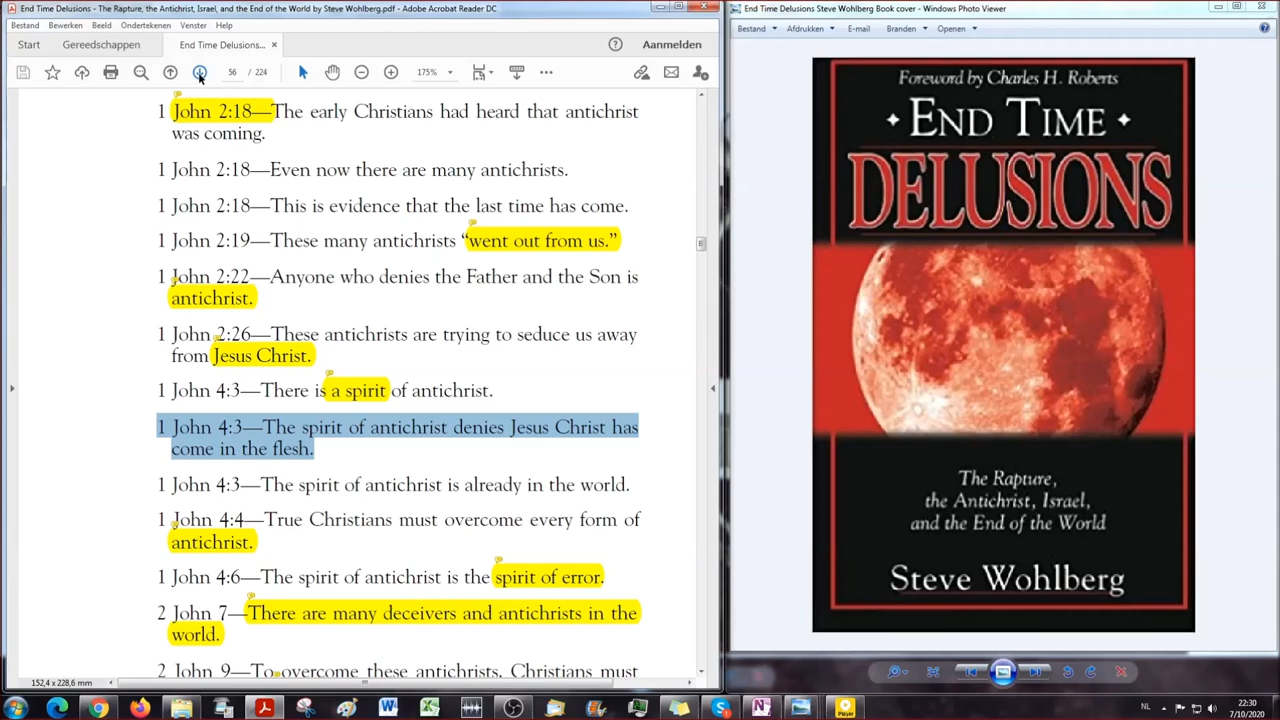 End Time Delusions - The Rapture, the Antichrist, Israel, and the End of the World by Steve Wohlberg.pdf - Adobe Acrobat Reader DC
Bestand Bewerken Beeld Ondertekenen Venster Help
Start Gereedschappen End Time Delusions... × Aanmelden
56 / 224 175%
1 John 2:18—The early Christians had heard that antichrist
was coming.
1 John 2:18—Even now there are many antichrists.
1 John 2:18—This is evidence that the last time has come.
1 John 2:19—These many antichrists “went out from us.”
1 John 2:22—Anyone who denies the Father and the Son is
antichrist.
1 John 2:26—These antichrists are trying to seduce us away
from Jesus Christ.
1 John 4:3—There is a spirit of antichrist.
1 John 4:3—The spirit of antichrist denies Jesus Christ has
come in the flesh.
1 John 4:3—The spirit of antichrist is already in the world.
1 John 4:4—True Christians must overcome every form of
antichrist.
1 John 4:6—The spirit of antichrist is the spirit of error.
2 John 7—There are many deceivers and antichrists in the
world.
2 John 9—To overcome these antichrists, Christians must
152,4 x 228,6 mm
End Time Delusions Steve Wohlberg Book cover - Windows Photo Viewer
Bestand Afdrukken E-mail Branden Openen
Foreword by Charles H. Roberts
END TIME
DELUSIONS
The Rapture,
the Antichrist, Israel,
and the End of the World
Steve Wohlberg
Player
NL
22:30
7/10/2020